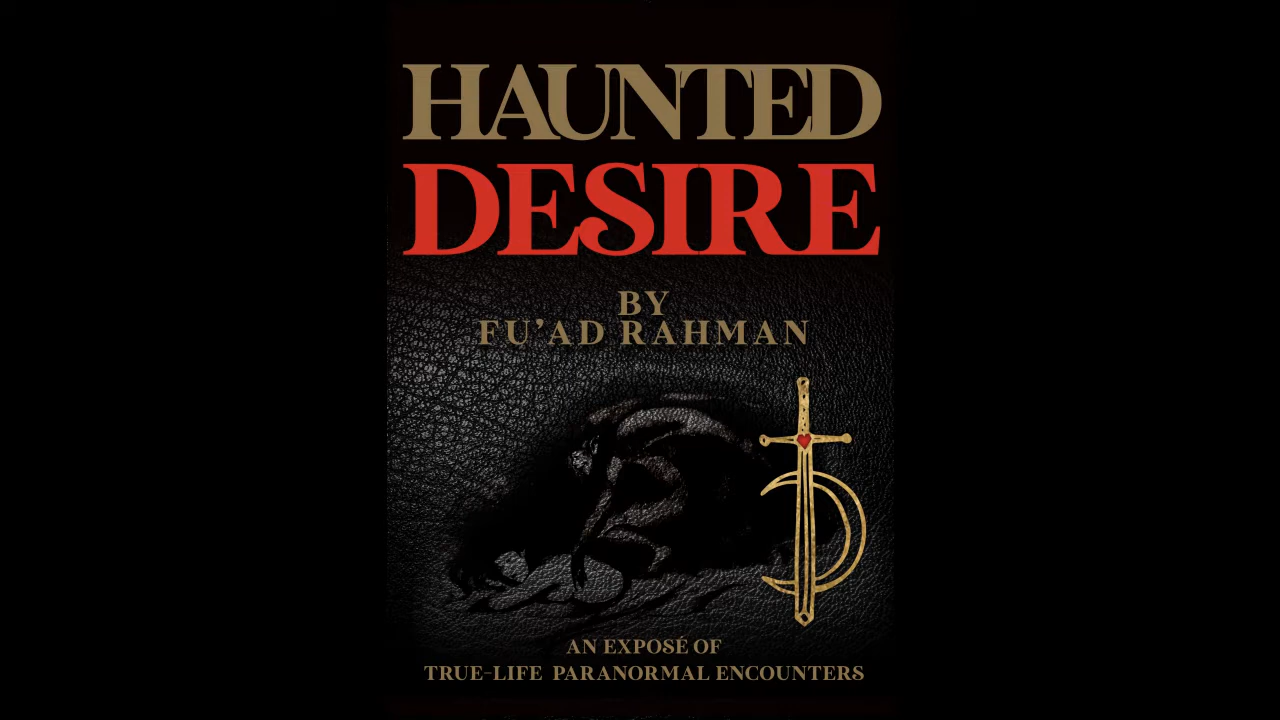 HAUNTED
DESIRE
BY
FU’AD RAHMAN
AN EXPOSÉ OF
TRUE-LIFE PARANORMAL ENCOUNTERS